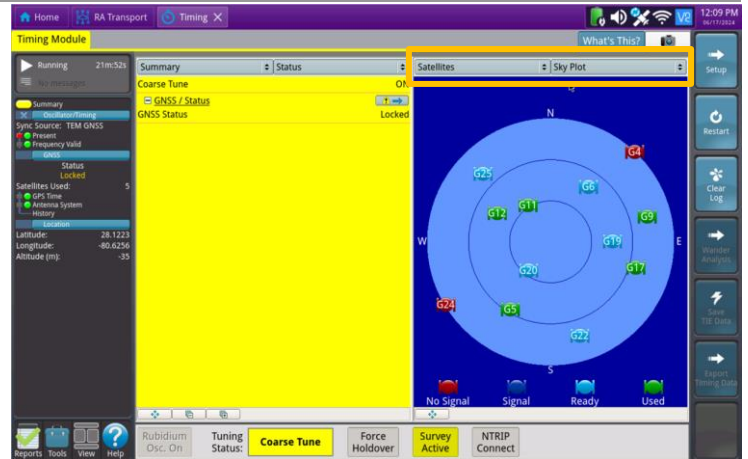 Home
RA Transport
Timing X
VZ
12:09 PM
06/17/2024
Timing Module
What's This?
Running 21m:52s
No messages
Summary
Oscillator/Timing
Sync Source: TEM GNSS
Present
Frequency Valid
GNSS
Status
Locked
Satellites Used: 5
GPS Time
Antenna System
History
Location
Latitude: 28.1223
Longitude: -80.6256
Altitude (m): -35
Summary
Status
Coarse Tune ON
GNSS / Status
GNSS Status Locked
Satellites
Sky Plot
N
G4
G25
G6
G11
G12
G9
W
G19
E
G20
G17
G24
G5
G22
S
No Signal
Signal
Ready
Used
Setup
Restart
Clear
Log
Wander
Analysis
Save
TIE Data
Export
Timing Data
Reports
Tools
View
Help
Rubidium
Osc. On
Tuning
Status:
Coarse Tune
Force
Holdover
Survey
Active
NTRIP
Connect